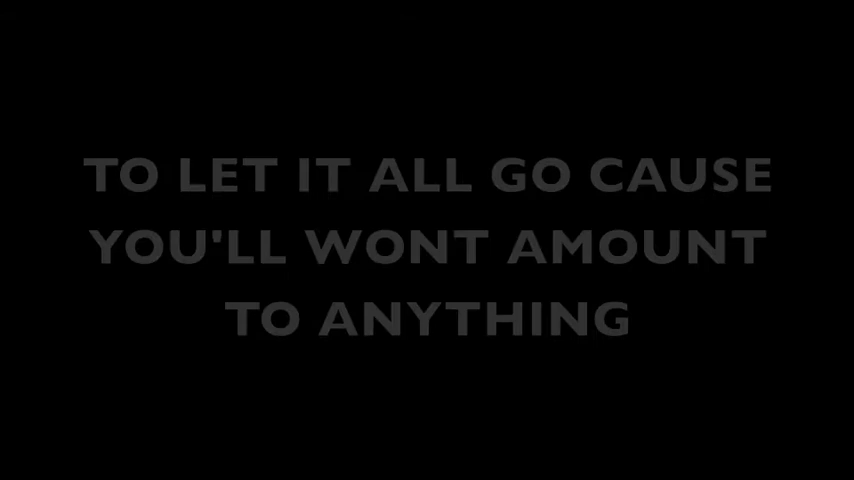 TO LET IT ALL GO CAUSE
YOU'LL WONT AMOUNT
TO ANYTHING